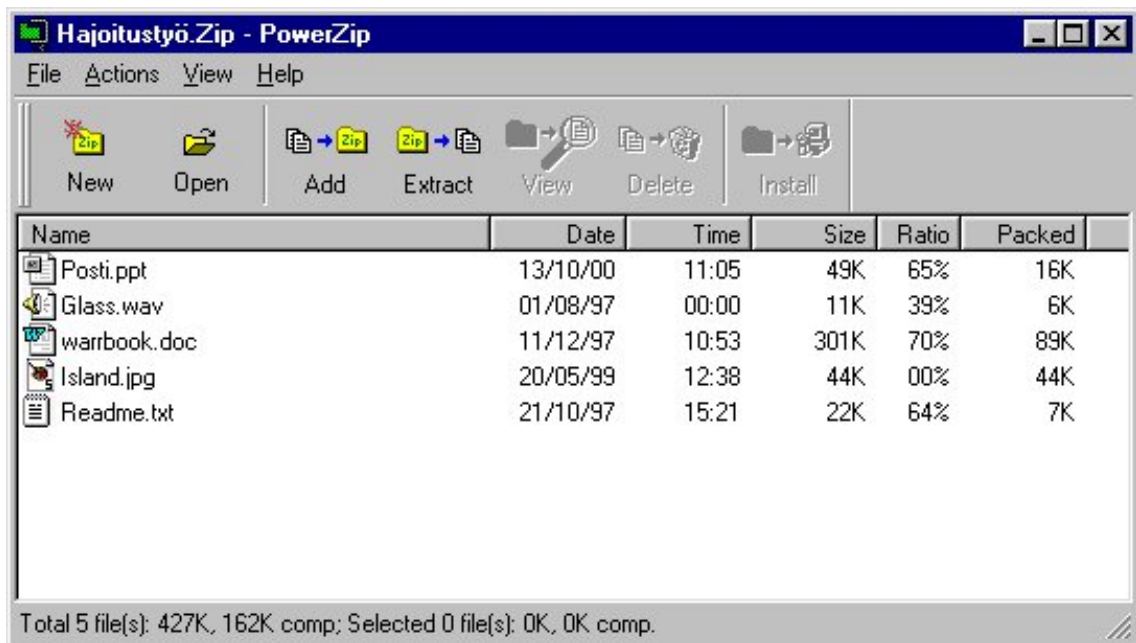 Hajoitustyö.Zip - PowerZip
File Actions View Help
Zip Zip Zip
New Open Add Extract View Delete Install
Name Date Time Size Ratio Packed
Posti.ppt 13/10/00 11:05 49K 65% 16K
Glass.wav 01/08/97 00:00 11K 39% 6K
warrbook.doc 11/12/97 10:53 301K 70% 89K
Island.jpg 20/05/99 12:38 44K 00% 44K
Readme.txt 21/10/97 15:21 22K 64% 7K
Total 5 file(s): 427K, 162K comp; Selected 0 file(s): 0K, 0K comp.